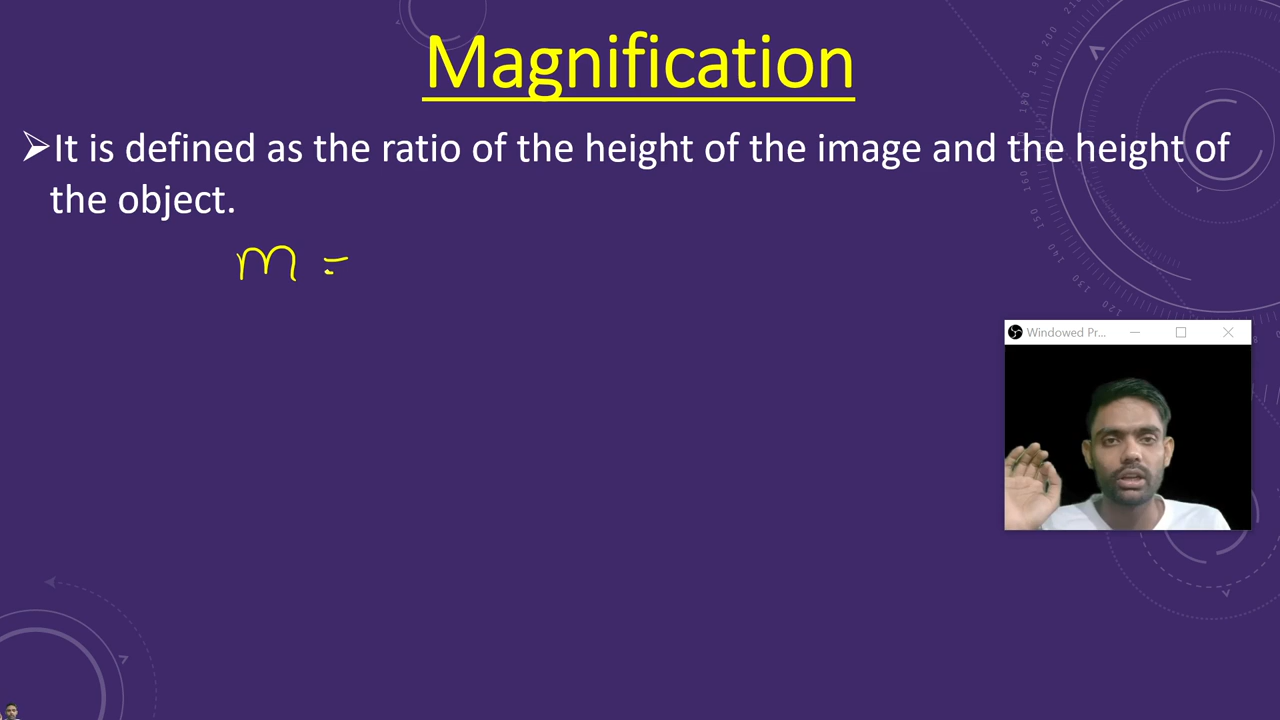 Magnification
➢It is defined as the ratio of the height of the image and the height of
the object.
m =
Windowed Pr...